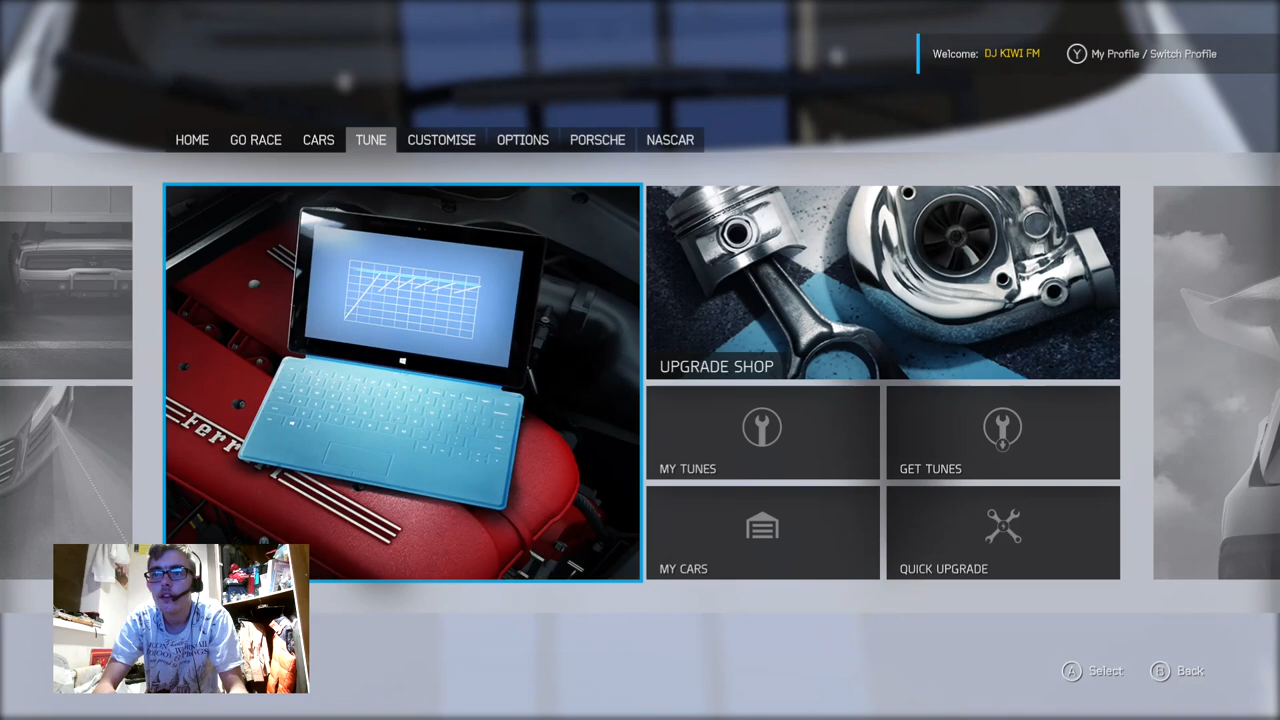 Welcome: DJ KIWI FM
Y My Profile / Switch Profile
HOME GO RACE CARS TUNE CUSTOMISE OPTIONS PORSCHE NASCAR
UPGRADE SHOP
Ferr
MY TUNES
GET TUNES
MY CARS
QUICK UPGRADE
A Select B Back